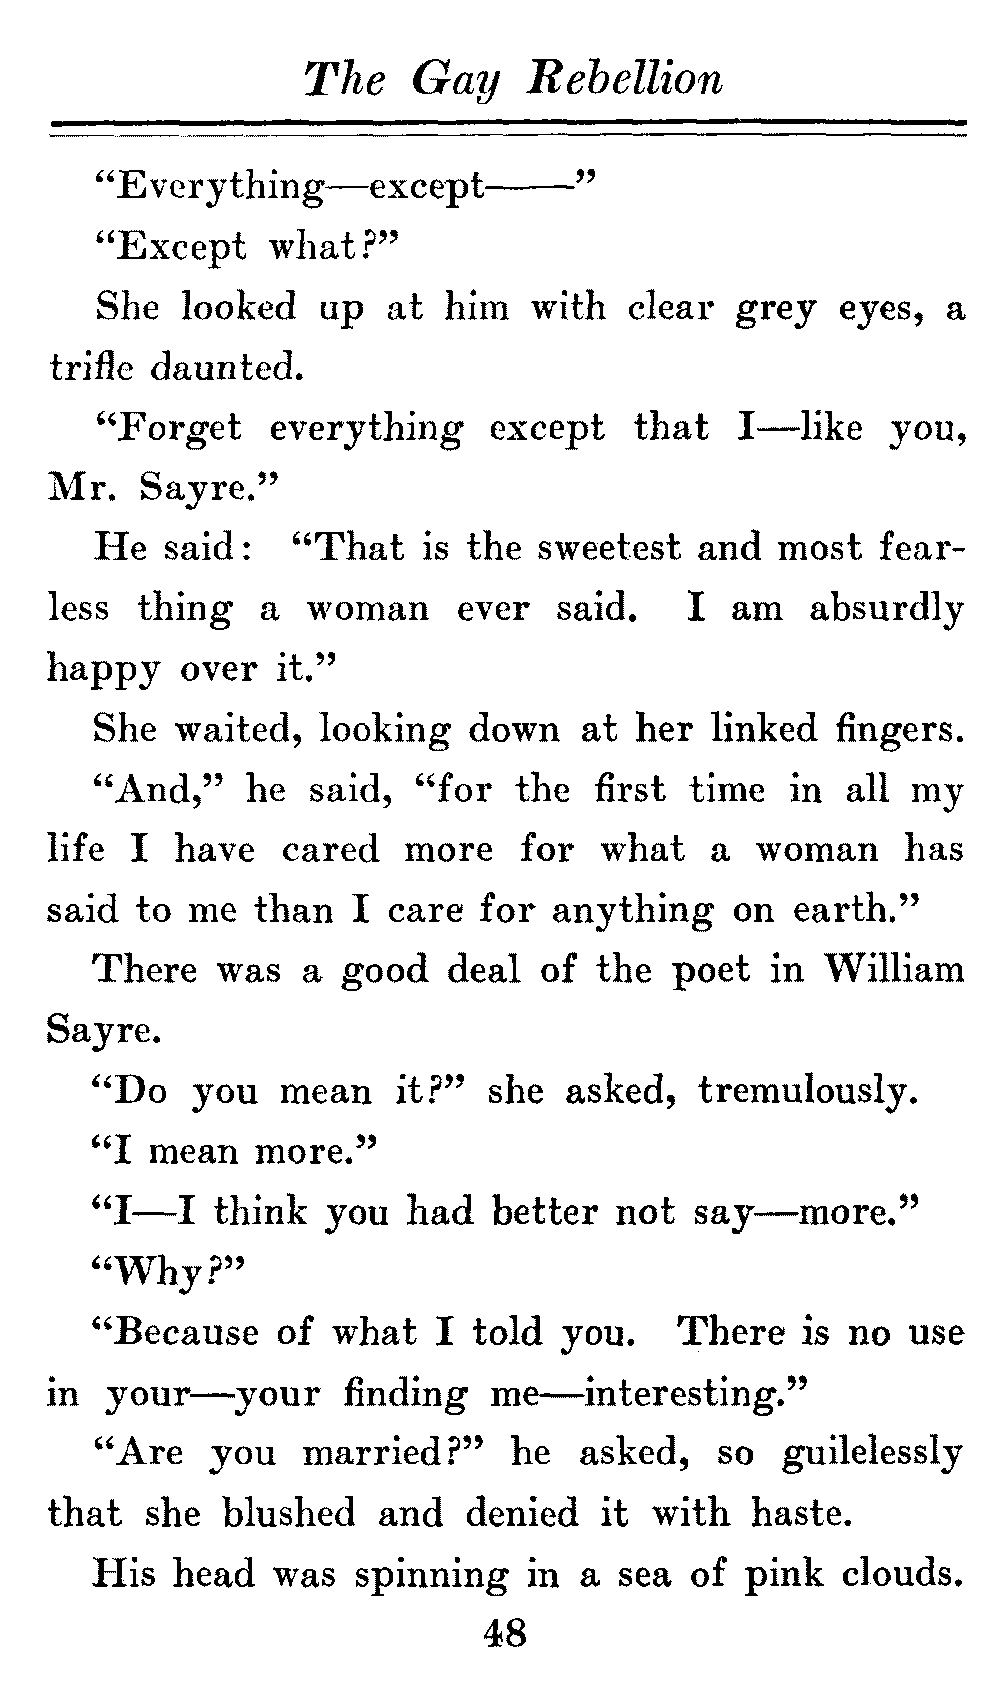 The Gay Rebellion
“Everything—except——”
“Except what?”
She looked up at him with clear grey eyes, a
trifle daunted.
“Forget everything except that I—like you,
Mr. Sayre.”
He said: “That is the sweetest and most fear-
less thing a woman ever said. I am absurdly
happy over it.”
She waited, looking down at her linked fingers.
“And,” he said, “for the first time in all my
life I have cared more for what a woman has
said to me than I care for anything on earth.”
There was a good deal of the poet in William
Sayre.
“Do you mean it?” she asked, tremulously.
“I mean more.”
“I—I think you had better not say—more.”
“Why?”
“Because of what I told you. There is no use
in your—your finding me—interesting.”
“Are you married?” he asked, so guilelessly
that she blushed and denied it with haste.
His head was spinning in a sea of pink clouds.
48